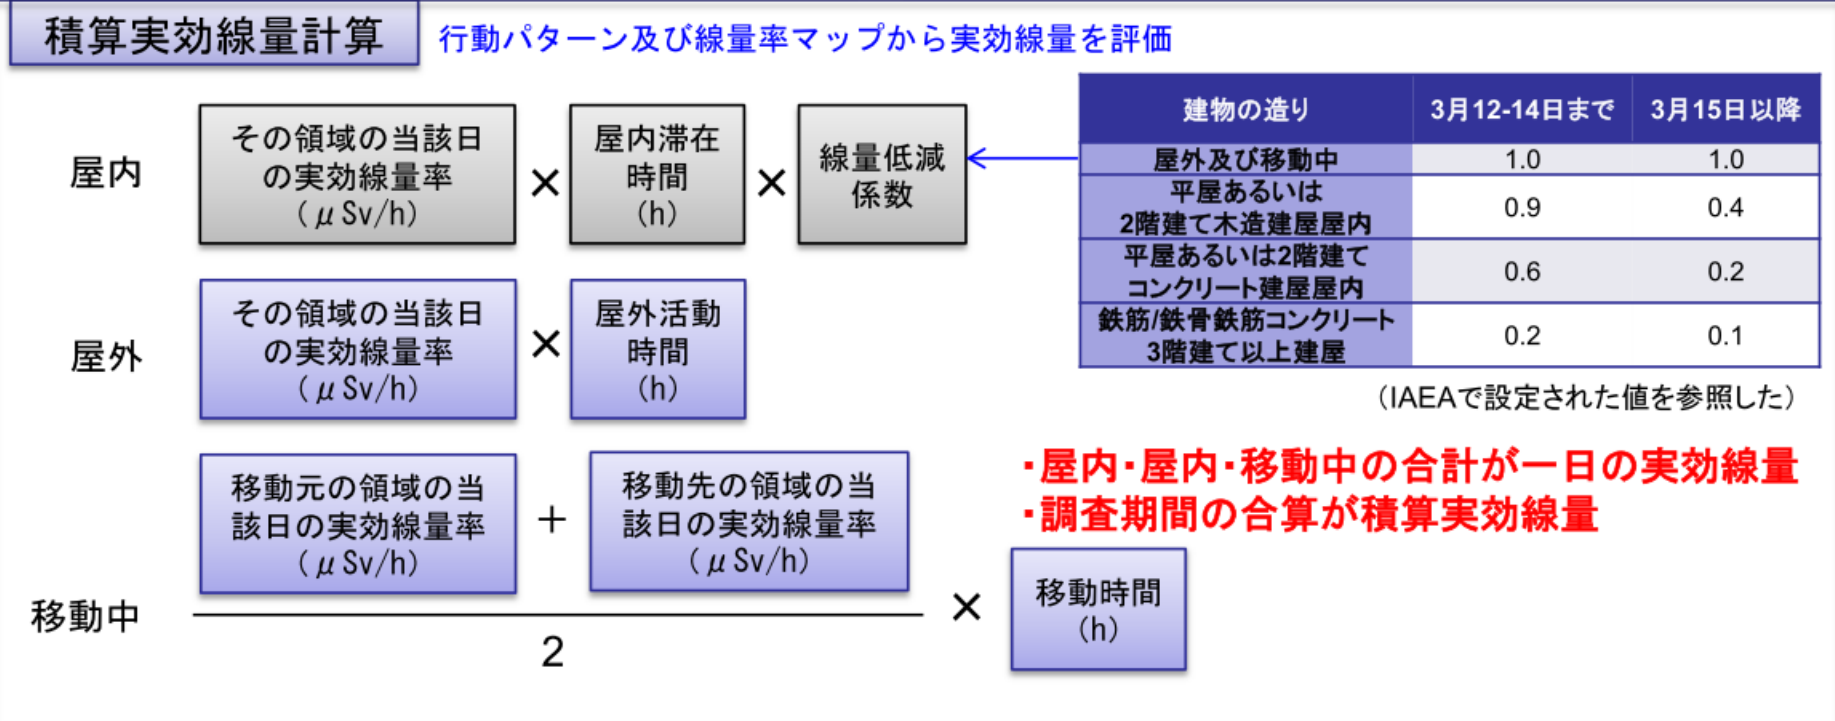 積算実効線量計算
行動パターン及び線量率マップから実効線量を評価
屋内
その領域の当該日
の実効線量率
(μSv/h)
×
屋内滞在
時間
(h)
×
線量低減
係数
建物の造り 3月12-14日まで 3月15日以降
屋外及び移動中 1.0 1.0
平屋あるいは
2階建て木造建屋屋内 0.9 0.4
平屋あるいは2階建て
コンクリート建屋屋内 0.6 0.2
鉄筋/鉄骨鉄筋コンクリート
3階建て以上建屋 0.2 0.1
(IAEAで設定された値を参照した)
屋外
その領域の当該日
の実効線量率
(μSv/h)
×
屋外活動
時間
(h)
・屋内・屋内・移動中の合計が一日の実効線量
・調査期間の合算が積算実効線量
移動中
移動元の領域の当
該日の実効線量率
(μSv/h)
+
移動先の領域の当
該日の実効線量率
(μSv/h)
2
×
移動時間
(h)